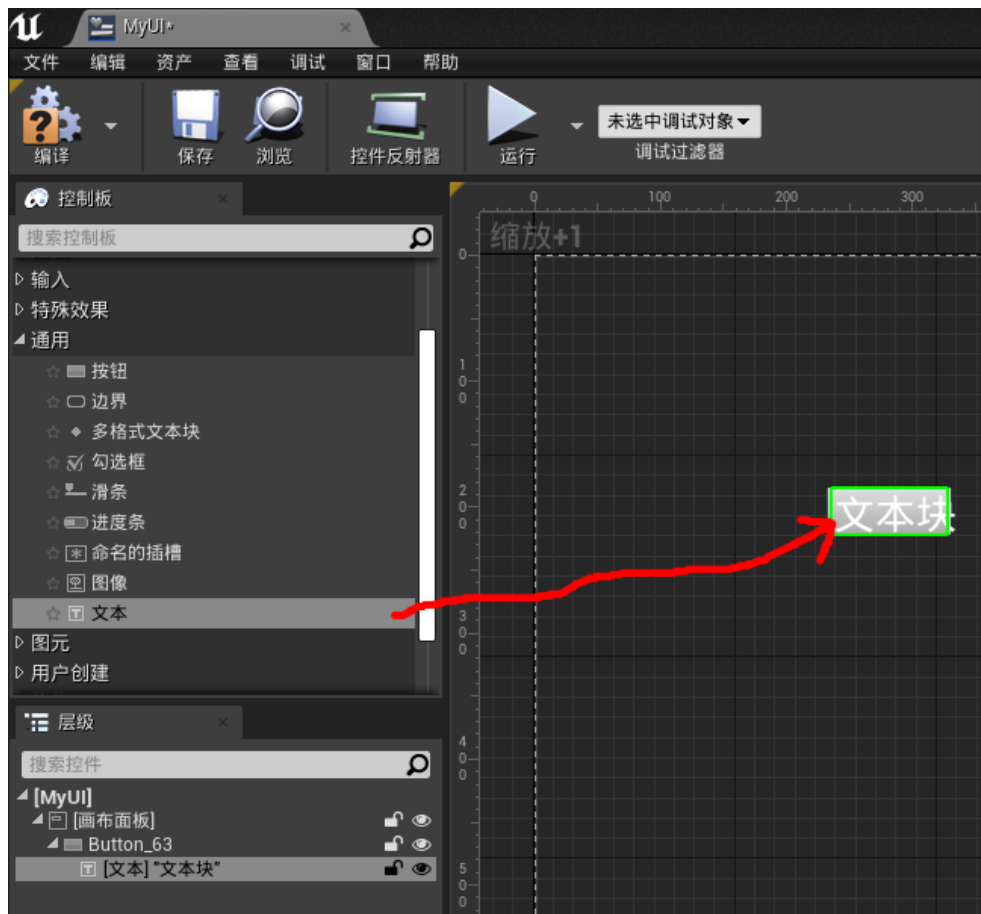 MyUI*
文件 编辑 资产 查看 调试 窗口 帮助
编译 保存 浏览 控件反射器 运行 未选中调试对象 调试过滤器
控制板
搜索控制板
输入
特殊效果
通用
按钮
边界
多格式文本块
勾选框
滑条
进度条
命名的插槽
图像
文本
图元
用户创建
层级
搜索控件
[MyUI]
[画布面板]
Button_63
[文本] "文本块"
0 100 200 300
缩放+1
0
100
200
300
400
500
文本块